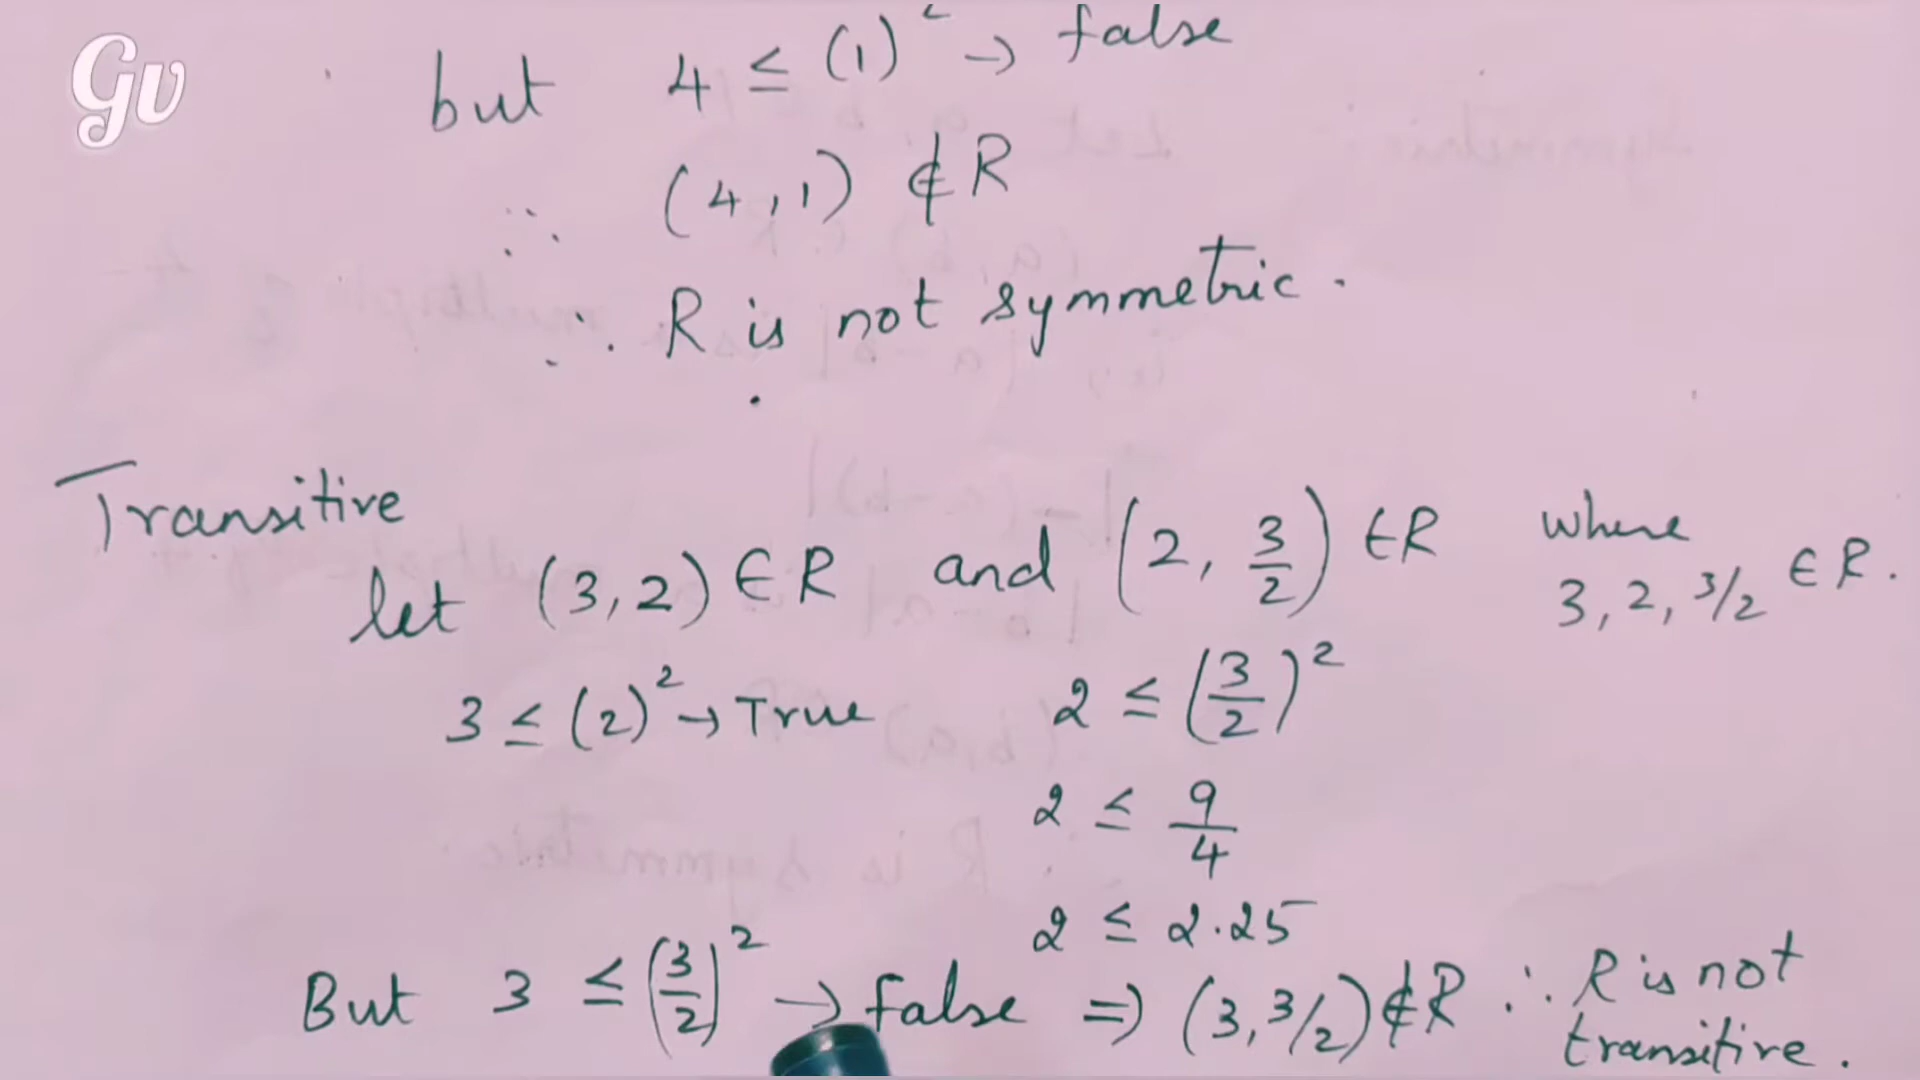 Gv
but 4 ≤ (1)² → false
∴ (4,1) ∉ R
∴ R is not symmetric.
Transitive
let (3,2) ∈ R and (2, 3/2) ∈ R where
3, 2, 3/2 ∈ R.
3 ≤ (2)² → True 2 ≤ (3/2)²
2 ≤ 9/4
2 ≤ 2.25
But 3 ≤ (3/2)² → false ⇒ (3, 3/2) ∉ R ∴ R is not
transitive.